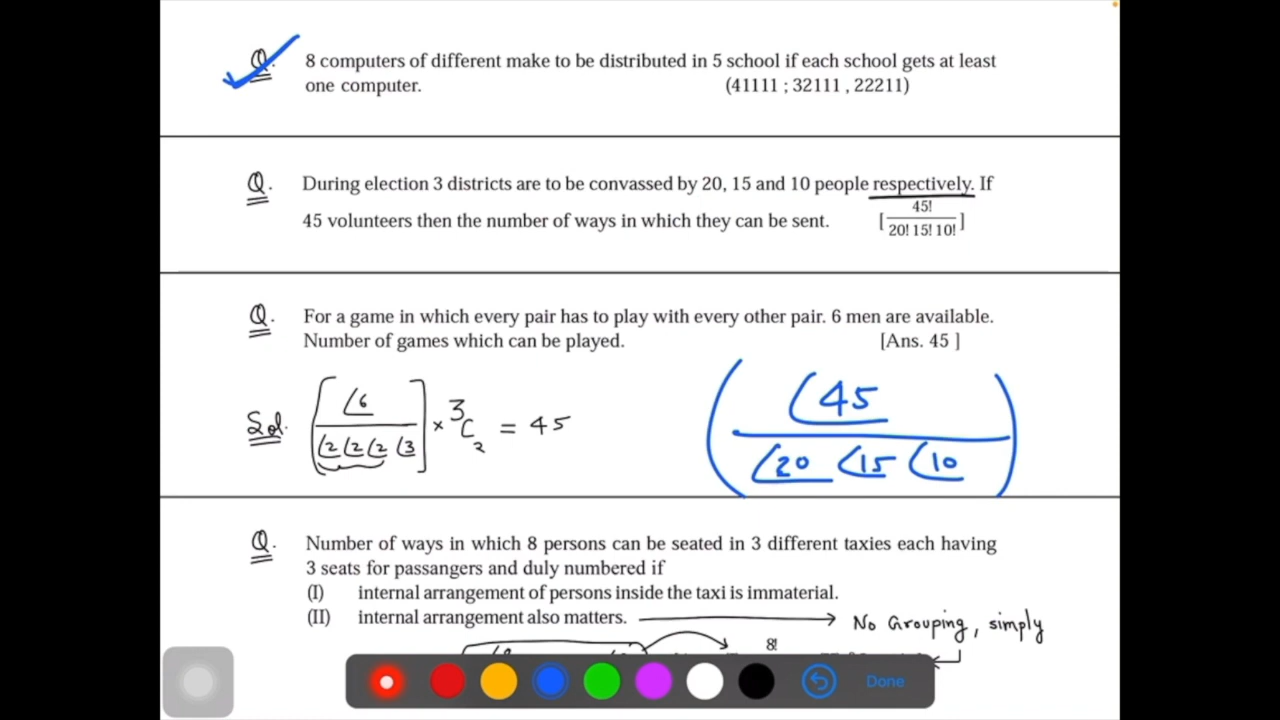 Q. 8 computers of different make to be distributed in 5 school if each school gets at least
one computer. (41111 ; 32111 , 22211)
Q. During election 3 districts are to be convassed by 20, 15 and 10 people respectively. If
45 volunteers then the number of ways in which they can be sent. [45!/20! 15! 10!]
Q. For a game in which every pair has to play with every other pair. 6 men are available.
Number of games which can be played. [Ans. 45 ]
Sol. [∠6 / ∠2 ∠2 ∠2 ∠3] × ³C₂ = 45
(∠45 / ∠20 ∠15 ∠10)
Q. Number of ways in which 8 persons can be seated in 3 different taxies each having
3 seats for passangers and duly numbered if
(I) internal arrangement of persons inside the taxi is immaterial.
(II) internal arrangement also matters. → No Grouping, simply
8!
Done